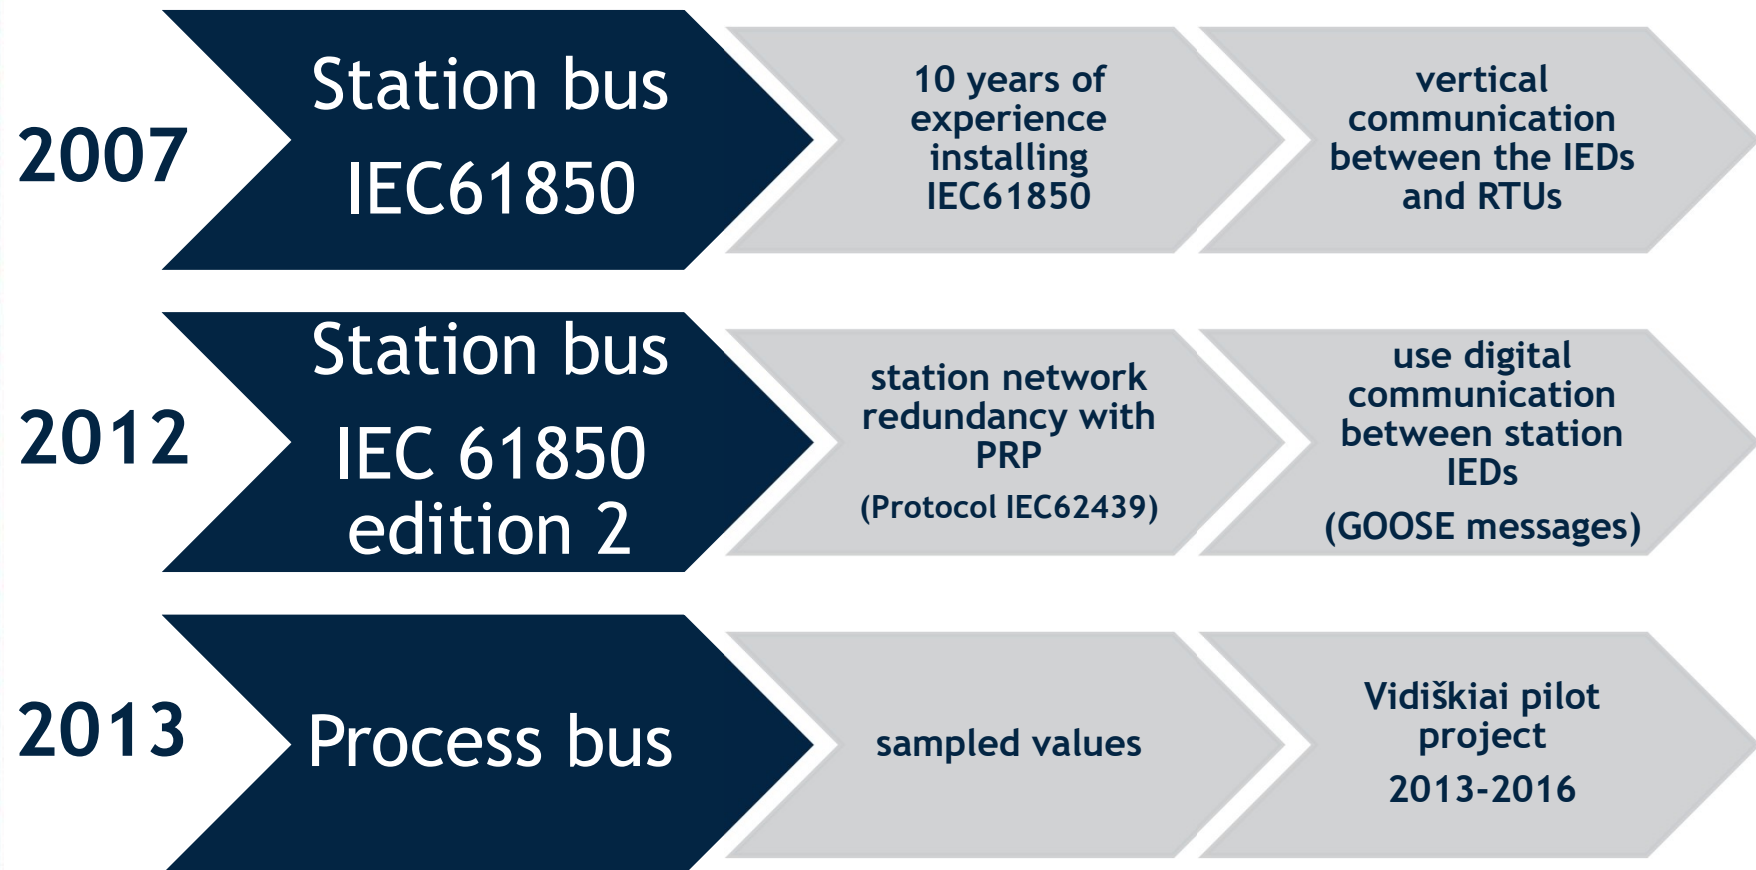 2007
Station bus
IEC61850
10 years of
experience
installing
IEC61850
vertical
communication
between the IEDs
and RTUs
2012
Station bus
IEC 61850
edition 2
station network
redundancy with
PRP
(Protocol IEC62439)
use digital
communication
between station
IEDs
(GOOSE messages)
2013
Process bus
sampled values
Vidiškiai pilot
project
2013-2016